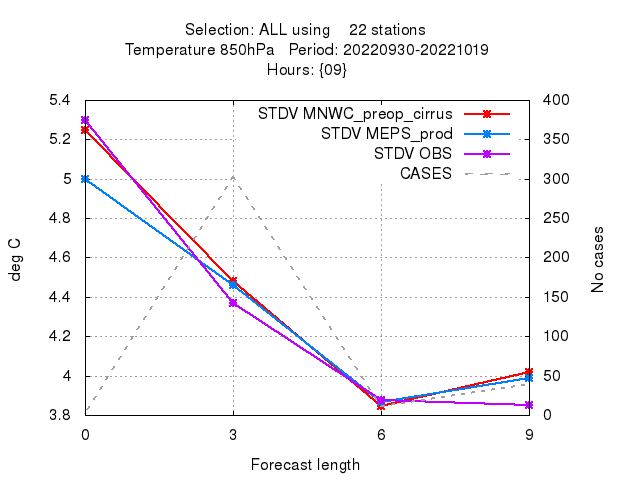 Selection: ALL using    22 stations
Temperature 850hPa   Period: 20220930-20221019
Hours: {09}
STDV MNWC_preop_cirrus
STDV MEPS_prod
STDV OBS
CASES
deg C
5.4
5.2
5
4.8
4.6
4.4
4.2
4
3.8
400
350
300
250
200
150
100
50
0
No cases
0 3 6 9
Forecast length